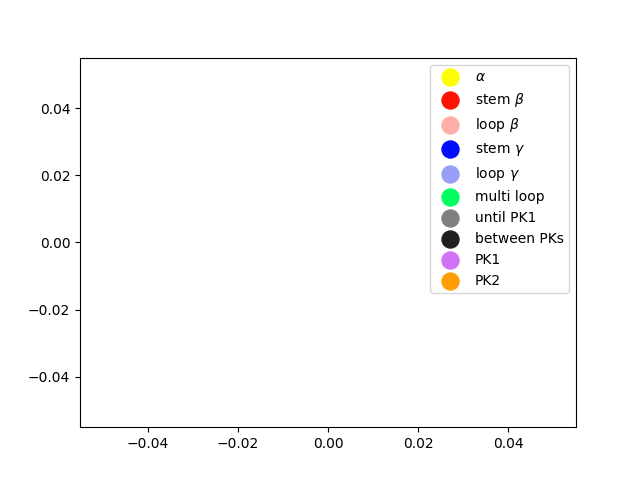 α
stem β
0.04
loop β
stem γ
0.02
loop γ
multi loop
until PK1
0.00
between PKs
PK1
PK2
−0.02
−0.04
−0.04 −0.02 0.00 0.02 0.04